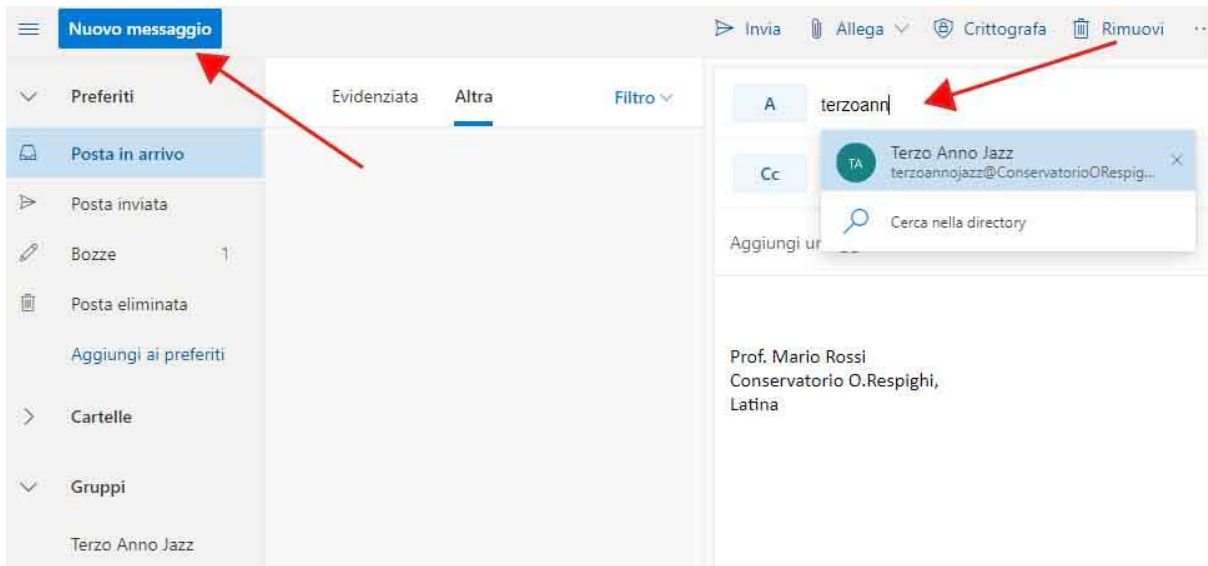 Nuovo messaggio
Invia Allega Crittografa Rimuovi ...
Preferiti
Posta in arrivo
Posta inviata
Bozze 1
Posta eliminata
Aggiungi ai preferiti
Cartelle
Gruppi
Terzo Anno Jazz
Evidenziata Altra Filtro
A terzoann
Cc
TA
Terzo Anno Jazz
terzoannojazz@ConservatorioORespig...
Cerca nella directory
Aggiungi
Prof. Mario Rossi
Conservatorio O.Respighi,
Latina